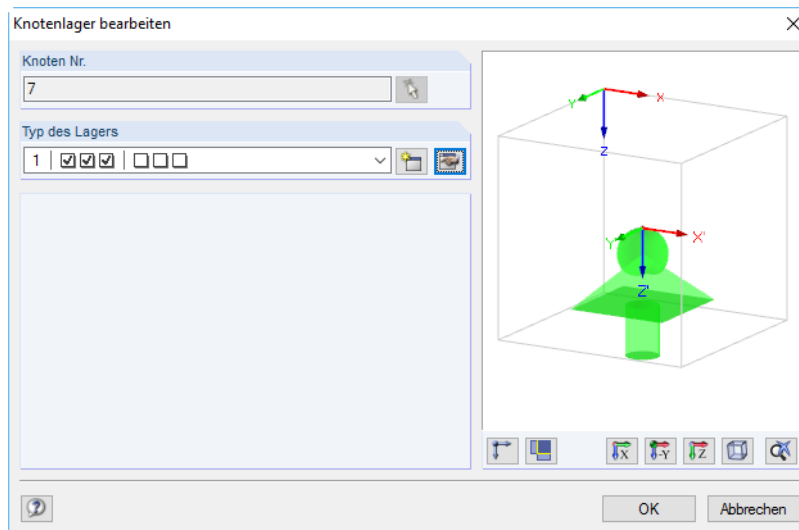 Knotenlager bearbeiten
Knoten Nr.
7
Typ des Lagers
1
Y X
Z
Y' X'
Z'
X -Y Z
?
OK Abbrechen